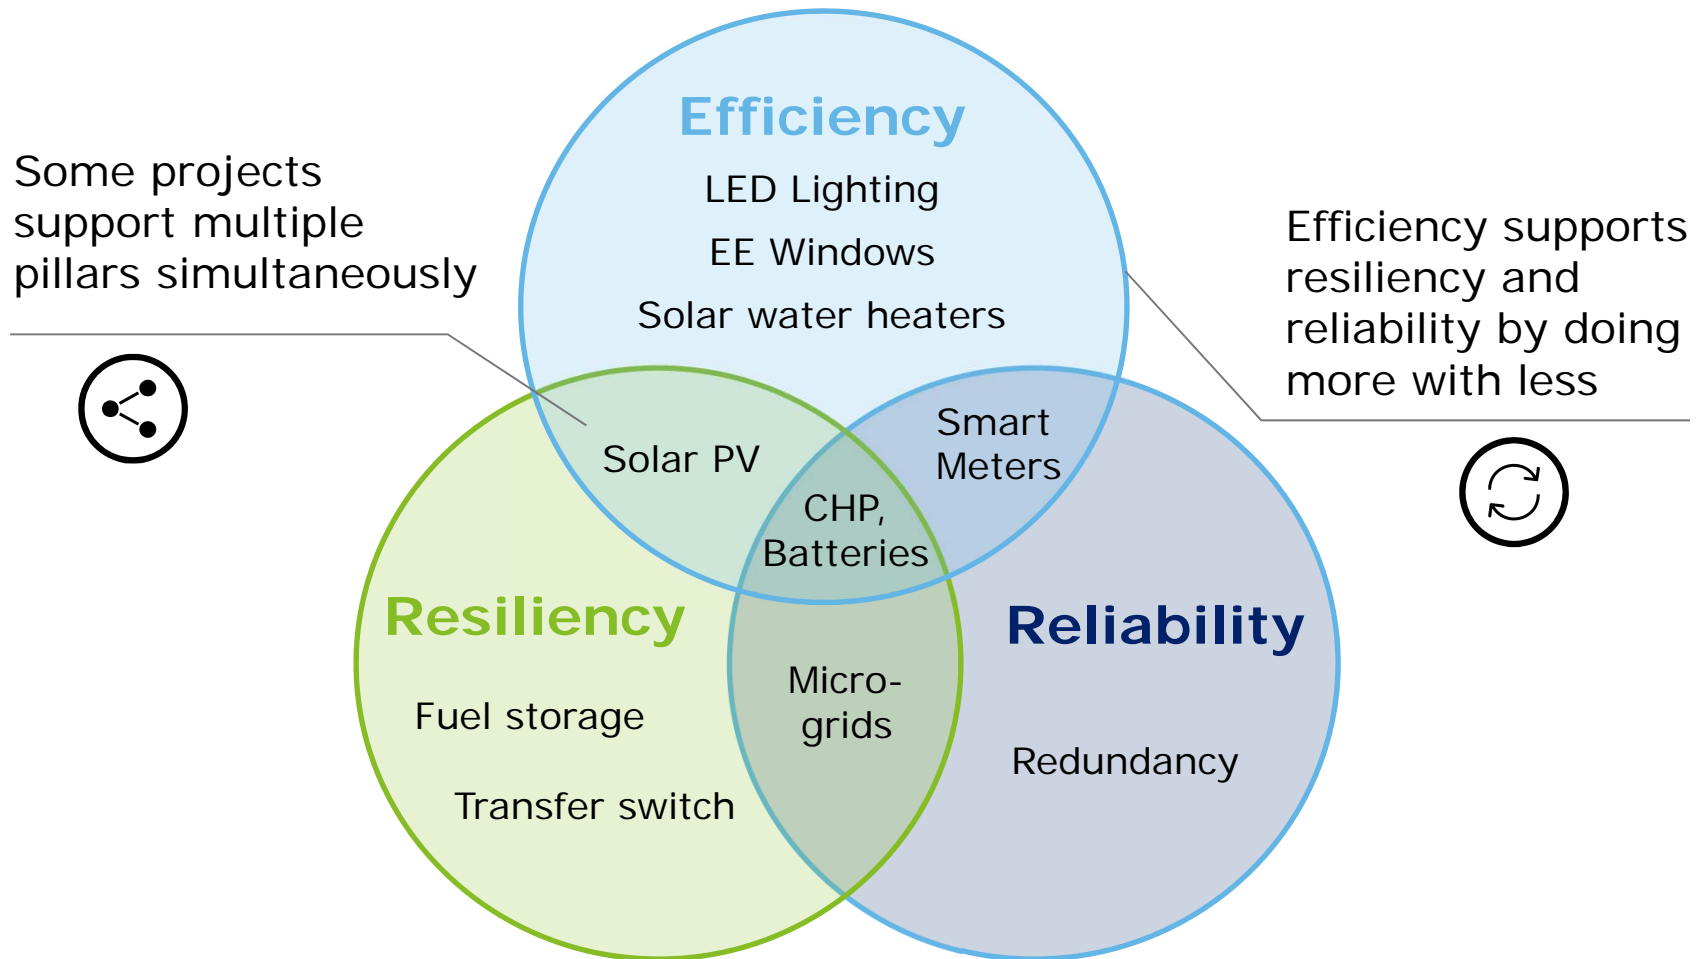 Efficiency
LED Lighting
EE Windows
Solar water heaters
Some projects
support multiple
pillars simultaneously
Efficiency supports
resiliency and
reliability by doing
more with less
Solar PV
Smart
Meters
CHP,
Batteries
Resiliency
Fuel storage
Transfer switch
Micro-
grids
Reliability
Redundancy